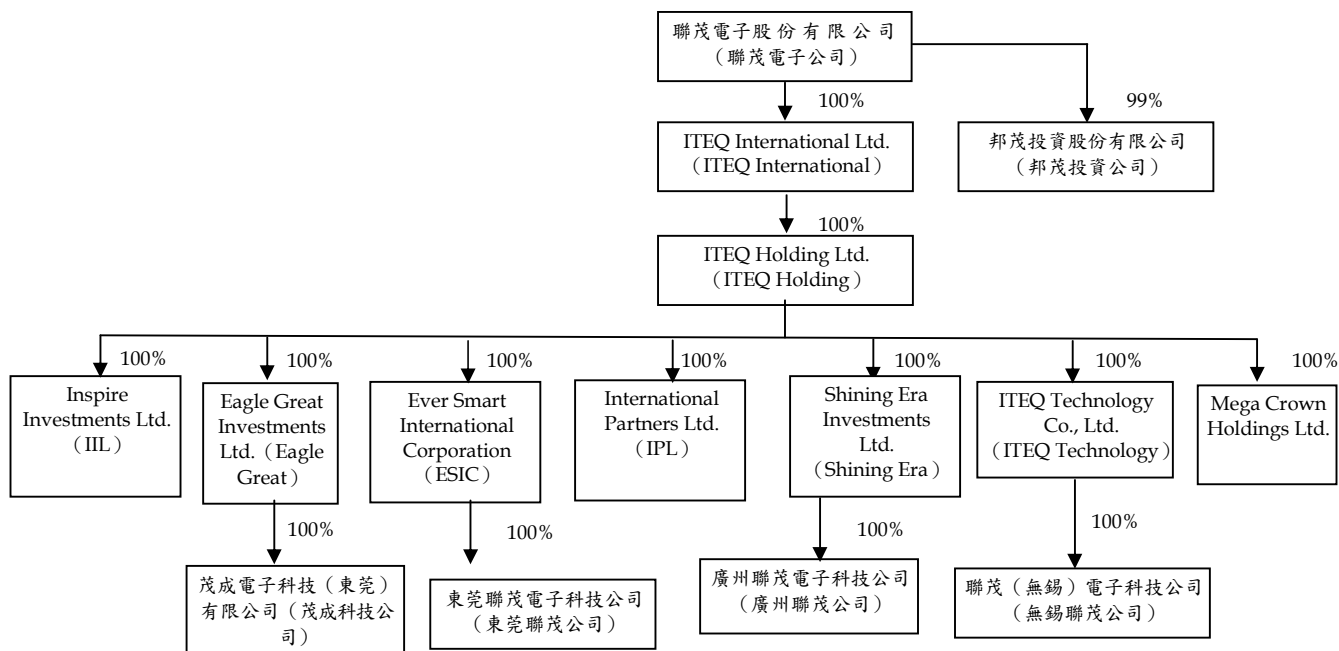 聯茂電子股份有限公司
（聯茂電子公司）
100%
99%
ITEQ International Ltd.
（ITEQ International）
邦茂投資股份有限公司
（邦茂投資公司）
100%
ITEQ Holding Ltd.
（ITEQ Holding）
100%
100%
100%
100%
100%
100%
100%
Inspire
Investments Ltd.
（IIL）
Eagle Great
Investments
Ltd.（Eagle
Great）
Ever Smart
International
Corporation
（ESIC）
International
Partners Ltd.
（IPL）
Shining Era
Investments
Ltd.
（Shining Era）
ITEQ Technology
Co., Ltd.
（ITEQ Technology）
Mega Crown
Holdings Ltd.
100%
100%
100%
100%
茂成電子科技（東莞）
有限公司（茂成科技公
司）
東莞聯茂電子科技公司
（東莞聯茂公司）
廣州聯茂電子科技公司
（廣州聯茂公司）
聯茂（無錫）電子科技公司
（無錫聯茂公司）